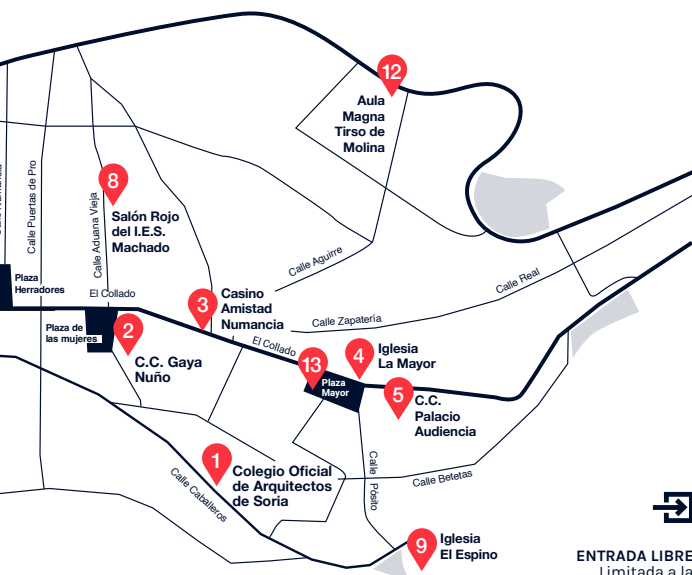 12
Aula
Magna
Tirso de
Molina
8
Salón Rojo
del I.E.S.
Machado
Calle Puertas de Pro
Calle Aduana Vieja
Calle Aguirre
Calle Real
Plaza
Herradores
El Collado
3
Casino
Amistad
Numancia
Calle Zapatería
Plaza de
las mujeres
2
C.C. Gaya
Nuño
El Collado
13
Plaza
Mayor
4
Iglesia
La Mayor
5
C.C.
Palacio
Audiencia
1
Colegio Oficial
de Arquitectos
de Soria
Calle Caballeros
Calle Pósito
Calle Betetas
9
Iglesia
El Espino
ENTRADA LIBRE
Limitada a la